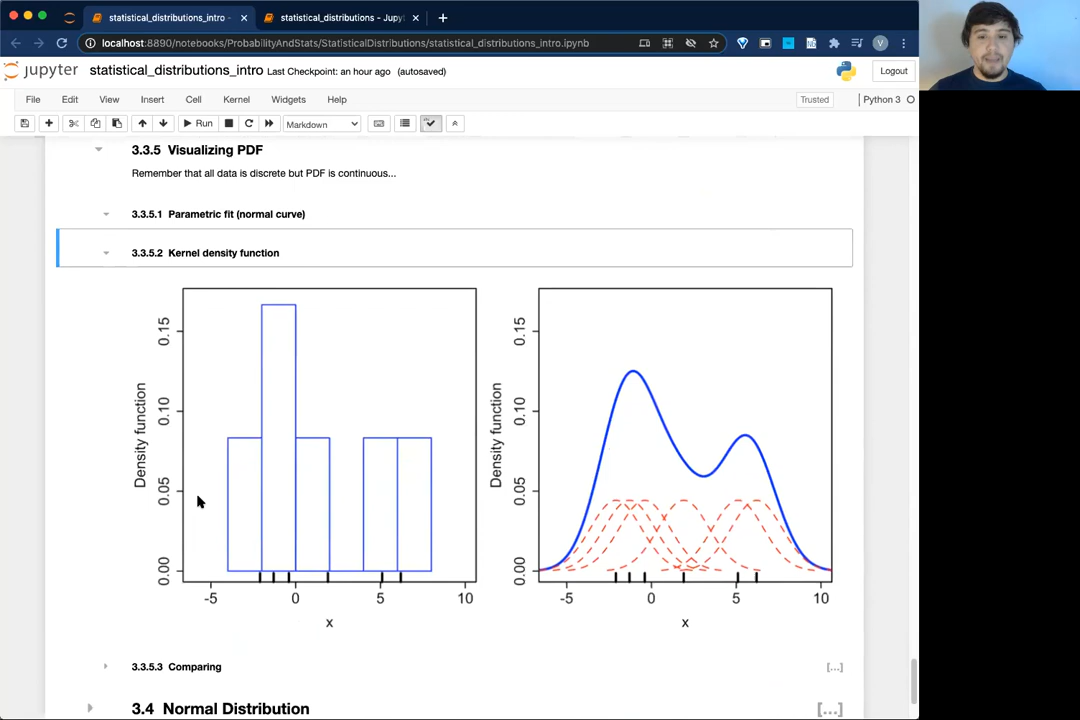 statistical_distributions_intro -
statistical_distributions - Jupyt
localhost:8890/notebooks/ProbabilityAndStats/StatisticalDistributions/statistical_distributions_intro.ipynb
V
jupyter statistical_distributions_intro Last Checkpoint: an hour ago (autosaved)
Logout
File Edit View Insert Cell Kernel Widgets Help
Trusted
Python 3
Run
Markdown
3.3.5 Visualizing PDF
Remember that all data is discrete but PDF is continuous...
3.3.5.1 Parametric fit (normal curve)
3.3.5.2 Kernel density function
Density function
0.15
0.10
0.05
0.00
-5 0 5 10
x
Density function
0.15
0.10
0.05
0.00
-5 0 5 10
x
3.3.5.3 Comparing
[...]
3.4 Normal Distribution
[...]